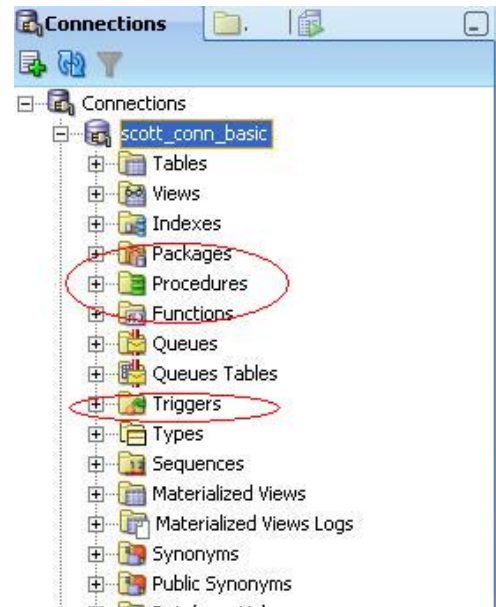 Connections
Connections
scott_conn_basic
Tables
Views
Indexes
Packages
Procedures
Functions
Queues
Queues Tables
Triggers
Types
Sequences
Materialized Views
Materialized Views Logs
Synonyms
Public Synonyms